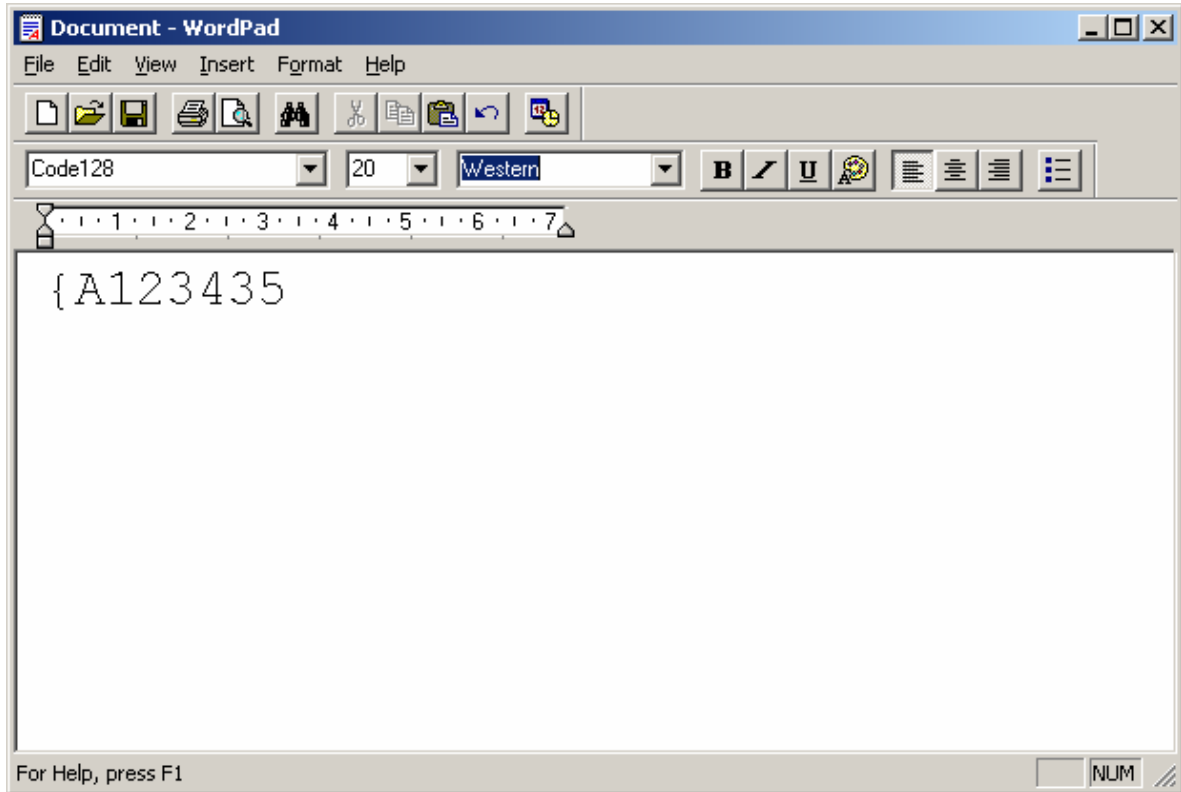 Document - WordPad
File Edit View Insert Format Help
Code128 20 Western B I U
1 2 3 4 5 6 7
{A123435
For Help, press F1 NUM